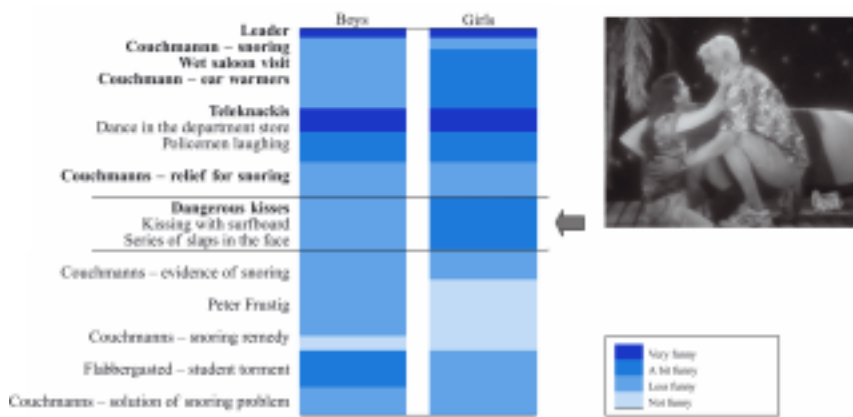 Boys
Girls
Leader
Couchmannn – snoring
Wet saloon visit
Couchmann – ear warmers
Teleknackis
Dance in the department store
Policemen laughing
Couchmanns – relief for snoring
Dangerous kisses
Kissing with surfboard
Series of slaps in the face
Couchmanns – evidence of snoring
Peter Frustig
Couchmanns – snoring remedy
Flabbergasted – student torment
Couchmanns – solution of snoring problem
Very funny
A bit funny
Less funny
Not funny